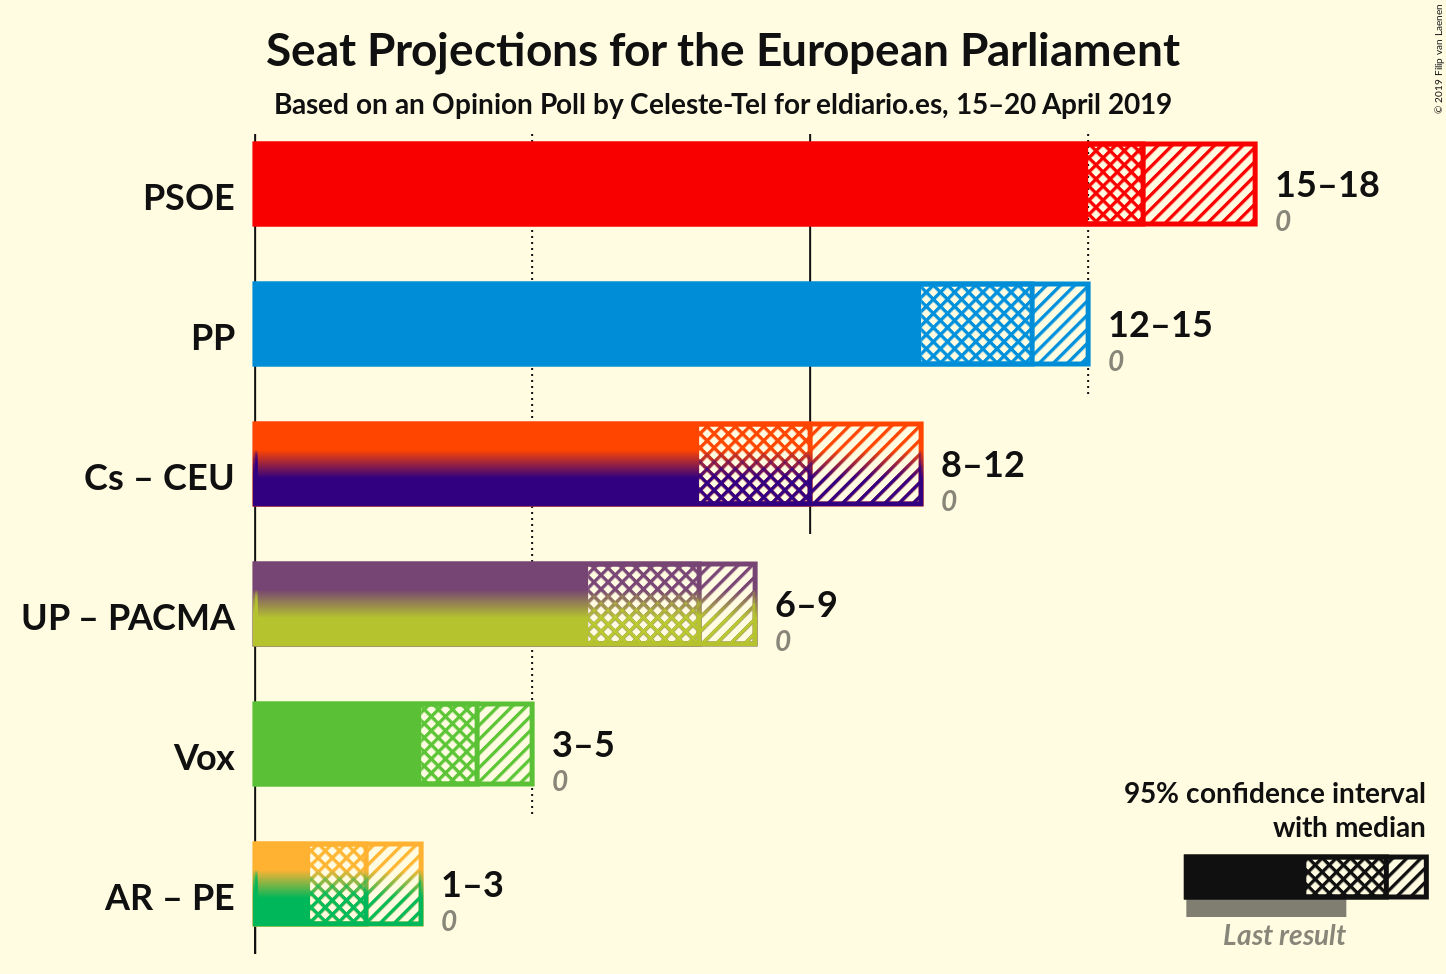 Seat Projections for the European Parliament
Based on an Opinion Poll by Celeste-Tel for eldiario.es, 15–20 April 2019
© 2019 Filip van Laenen
PSOE
15–18
0
PP
12–15
0
Cs – CEU
8–12
0
UP – PACMA
6–9
0
Vox
3–5
0
AR – PE
1–3
0
95% confidence interval
with median
Last result